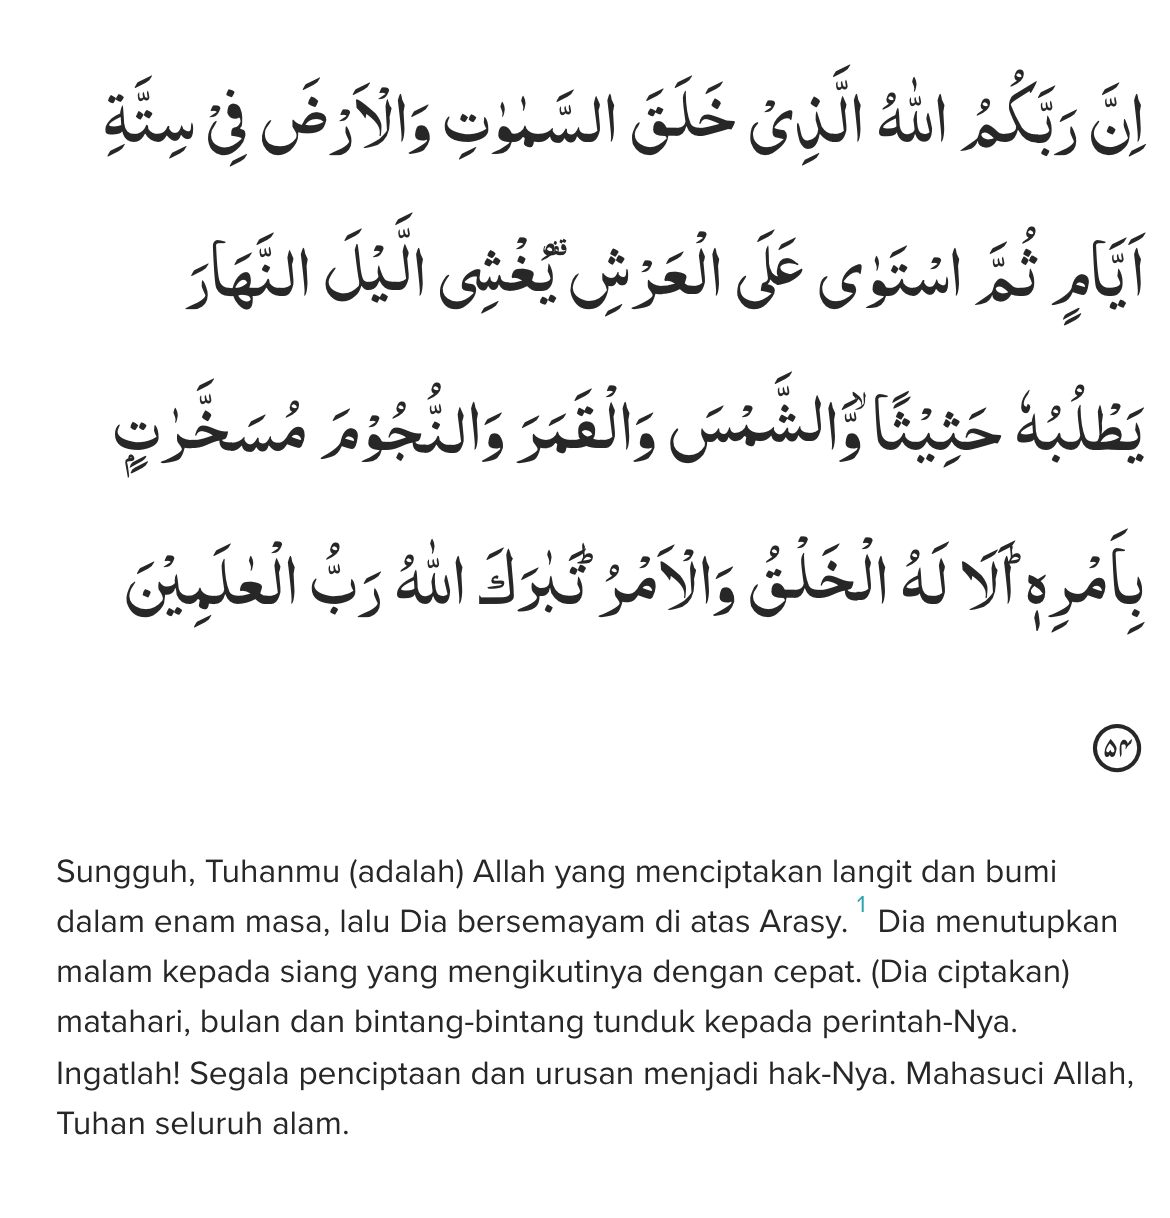 اِنَّ رَبَّكُمُ اللّٰهُ الَّذِيْ خَلَقَ السَّمٰوٰتِ وَالْاَرْضَ فِيْ سِتَّةِ
اَيَّامٍ ثُمَّ اسْتَوٰى عَلَى الْعَرْشِۗ يُغْشِى الَّيْلَ النَّهَارَ
يَطْلُبُهٗ حَثِيْثًاۙ وَّالشَّمْسَ وَالْقَمَرَ وَالنُّجُوْمَ مُسَخَّرٰتٍۢ
بِاَمْرِهٖۗ اَلَا لَهُ الْخَلْقُ وَالْاَمْرُۗ تَبٰرَكَ اللّٰهُ رَبُّ الْعٰلَمِيْنَ
۵۴
Sungguh, Tuhanmu (adalah) Allah yang menciptakan langit dan bumi
dalam enam masa, lalu Dia bersemayam di atas Arasy. 1 Dia menutupkan
malam kepada siang yang mengikutinya dengan cepat. (Dia ciptakan)
matahari, bulan dan bintang-bintang tunduk kepada perintah-Nya.
Ingatlah! Segala penciptaan dan urusan menjadi hak-Nya. Mahasuci Allah,
Tuhan seluruh alam.